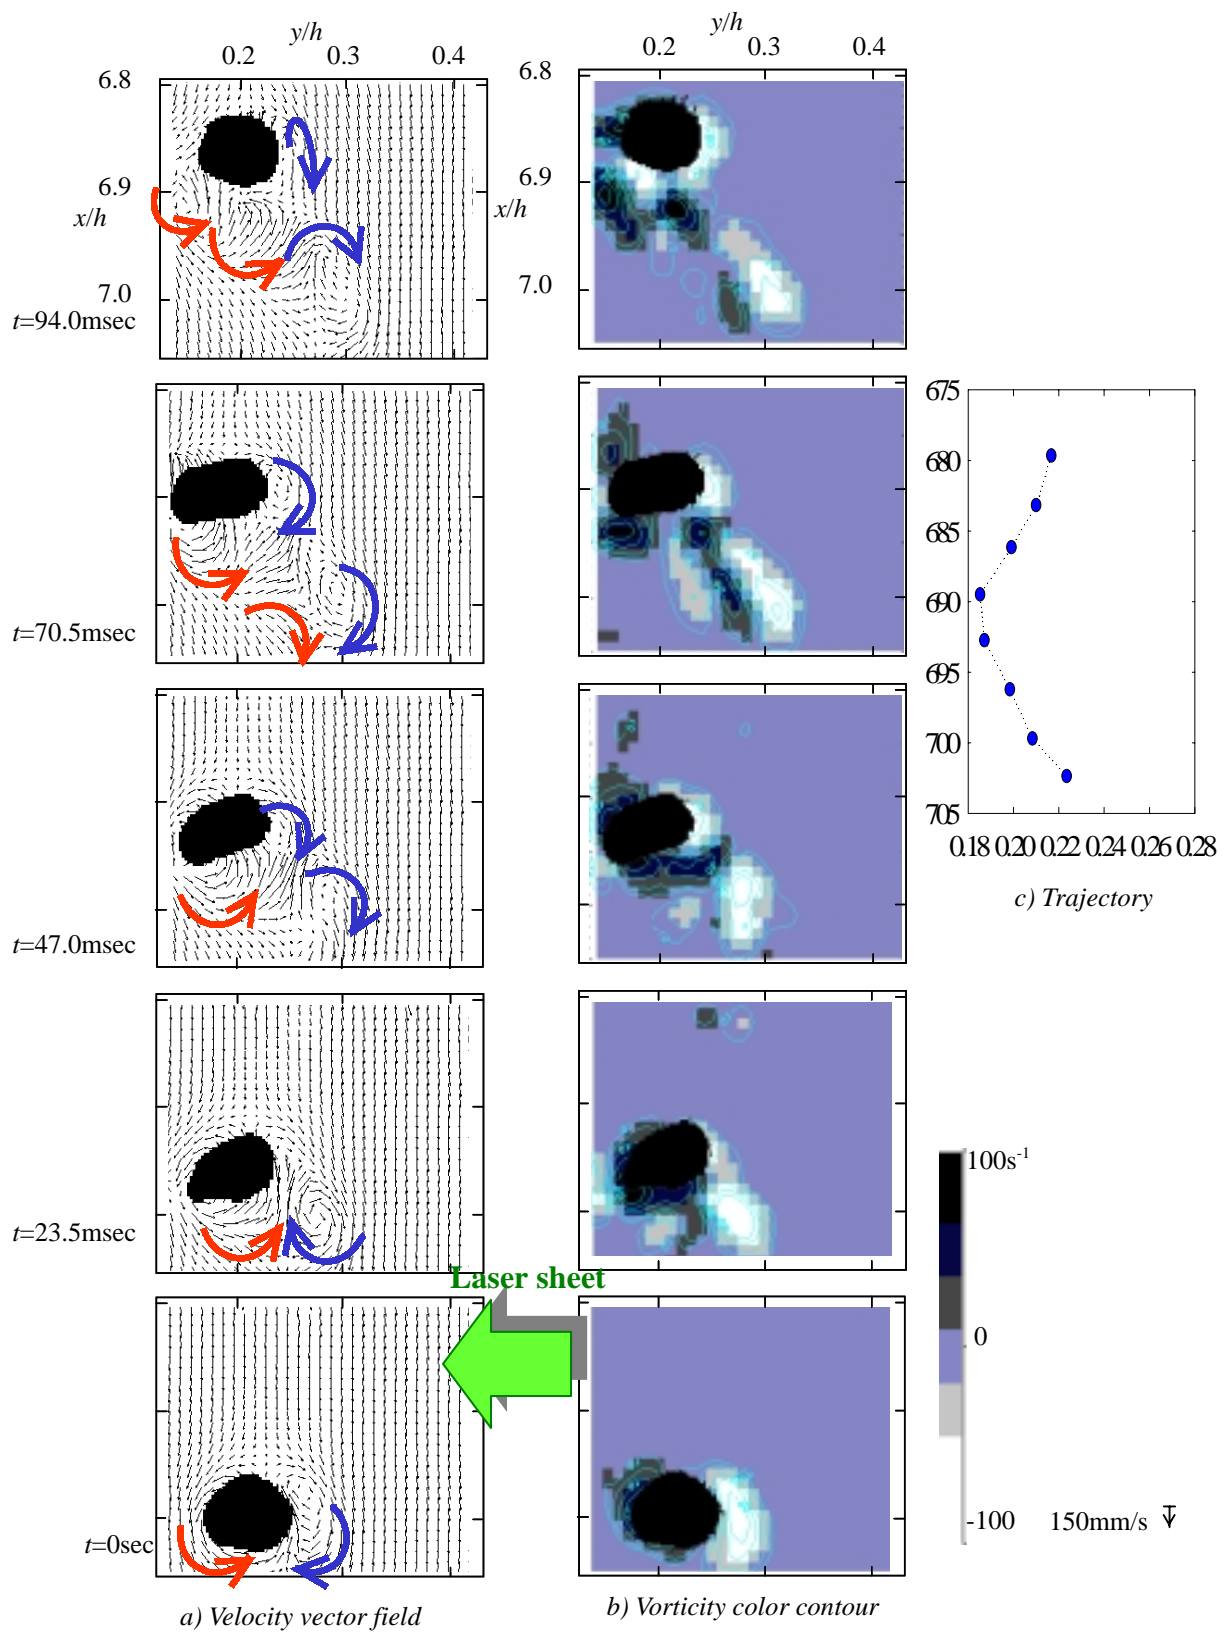 y/h
0.2 0.3 0.4
y/h
0.2 0.3 0.4
6.8
6.9
x/h
7.0
t=94.0msec
6.8
6.9
x/h
7.0
t=70.5msec
675
680
685
690
695
700
705
0.18 0.20 0.22 0.24 0.26 0.28
c) Trajectory
t=47.0msec
t=23.5msec
Laser sheet
100s-1
0
-100
150mm/s
t=0sec
a) Velocity vector field
b) Vorticity color contour